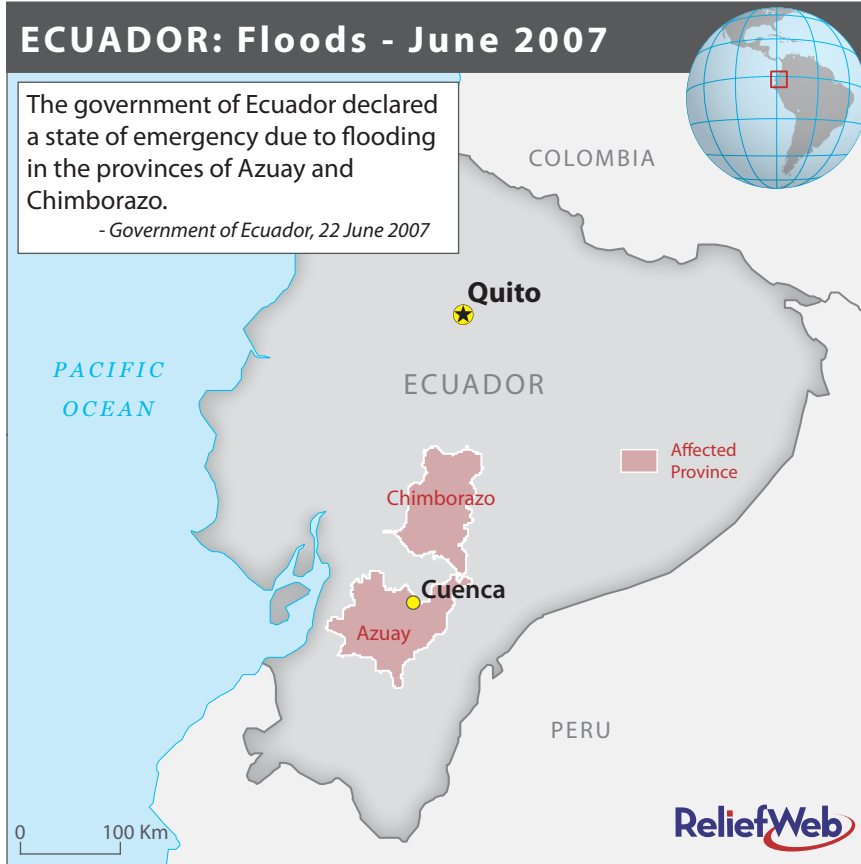 ECUADOR: Floods - June 2007
The government of Ecuador declared
a state of emergency due to flooding
in the provinces of Azuay and
Chimborazo.
- Government of Ecuador, 22 June 2007
COLOMBIA
Quito
PACIFIC
OCEAN
ECUADOR
Affected
Province
Chimborazo
Cuenca
Azuay
PERU
0 100 Km
ReliefWeb